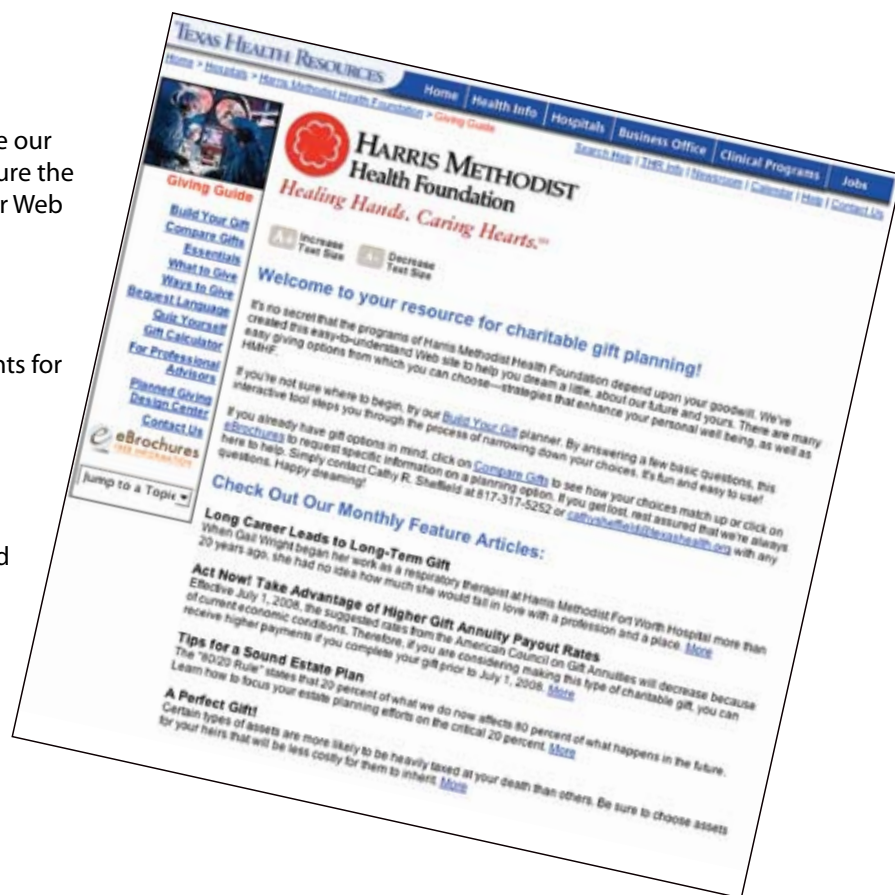 e our
ure the
r Web
nts for
d
TEXAS HEALTH RESOURCES
Home | Health Info | Hospitals | Business Office | Clinical Programs | Jobs
Home > Hospitals > Harris Methodist Health Foundation > Giving Guide
Search Help | THR Info | Newsroom | Calendar | Help | Contact Us
Giving Guide
Build Your Gift
Compare Gifts
Essentials
What to Give
Ways to Give
Bequest Language
Quiz Yourself
Gift Calculator
For Professional
Advisors
Planned Giving
Design Center
Contact Us
eBrochures
FREE INFORMATION
Jump to a Topic
HARRIS METHODIST
Health Foundation
Healing Hands. Caring Hearts.℠
A+ Increase
Text Size
A- Decrease
Text Size
Welcome to your resource for charitable gift planning!
It's no secret that the programs of Harris Methodist Health Foundation depend upon your goodwill. We've
created this easy-to-understand Web site to help you dream a little, about our future and yours. There are many
easy giving options from which you can choose—strategies that enhance your personal well being, as well as
HMHF.
If you're not sure where to begin, try our Build Your Gift planner. By answering a few basic questions, this
interactive tool steps you through the process of narrowing down your choices. It's fun and easy to use!
If you already have gift options in mind, click on Compare Gifts to see how your choices match up or click on
eBrochures to request specific information on a planning option. If you get lost, rest assured that we're always
here to help. Simply contact Cathy R. Sheffield at 817-317-5252 or cathysheffield@texashealth.org with any
questions. Happy dreaming!
Check Out Our Monthly Feature Articles:
Long Career Leads to Long-Term Gift
When Gail Wright began her work as a respiratory therapist at Harris Methodist Fort Worth Hospital more than
20 years ago, she had no idea how much she would fall in love with a profession and a place. More
Act Now! Take Advantage of Higher Gift Annuity Payout Rates
Effective July 1, 2008, the suggested rates from the American Council on Gift Annuities will decrease because
of current economic conditions. Therefore, if you are considering making this type of charitable gift, you can
receive higher payments if you complete your gift prior to July 1, 2008. More
Tips for a Sound Estate Plan
The "80/20 Rule" states that 20 percent of what we do now affects 80 percent of what happens in the future.
Learn how to focus your estate planning efforts on the critical 20 percent. More
A Perfect Gift!
Certain types of assets are more likely to be heavily taxed at your death than others. Be sure to choose assets
for your heirs that will be less costly for them to inherit. More